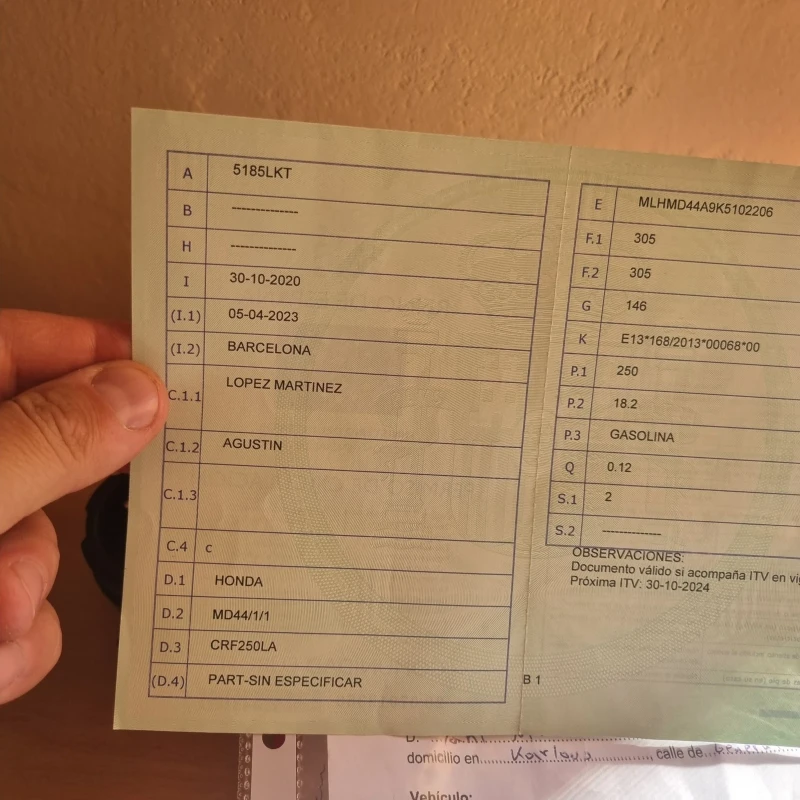 A 5185LKT
B --------------
H --------------
I 30-10-2020
(I.1) 05-04-2023
(I.2) BARCELONA
C.1.1 LOPEZ MARTINEZ
C.1.2 AGUSTIN
C.1.3
C.4 c
D.1 HONDA
D.2 MD44/1/1
D.3 CRF250LA
(D.4) PART-SIN ESPECIFICAR
B 1
E MLHMD44A9K5102206
F.1 305
F.2 305
G 146
K E13*168/2013*00068*00
P.1 250
P.2 18.2
P.3 GASOLINA
Q 0.12
S.1 2
S.2 --------------
OBSERVACIONES:
Documento válido si acompaña ITV en
Próxima ITV: 30-10-2024
domicilio en, calle de
Vehículo: